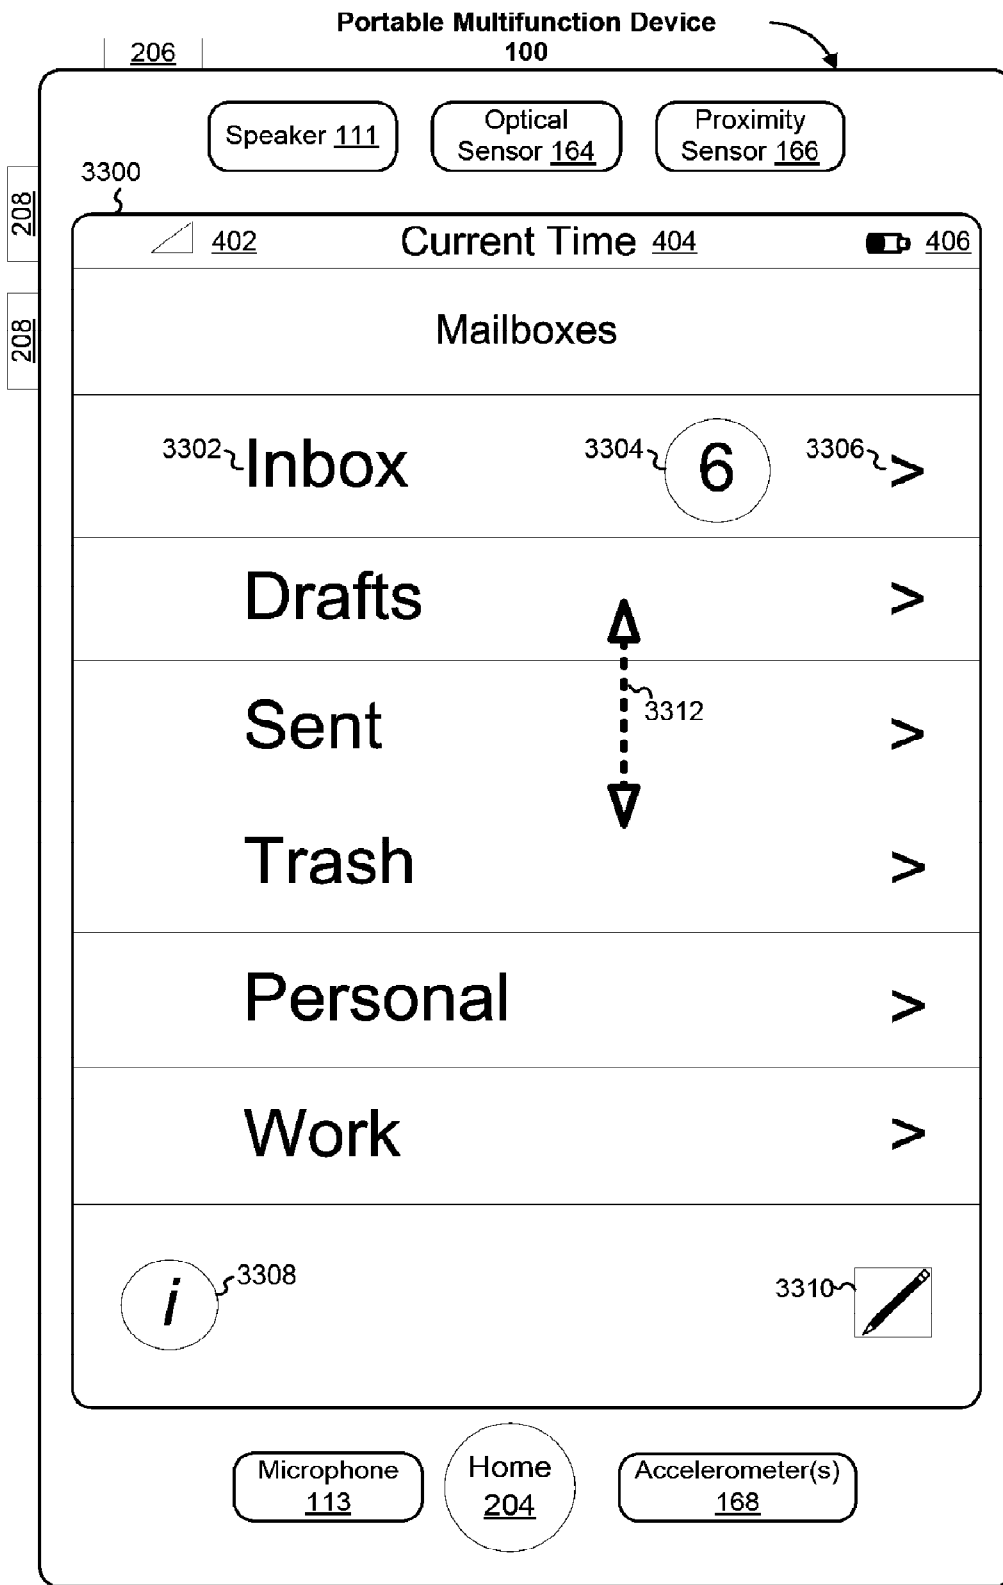 Portable Multifunction Device
100
206
Speaker 111
Optical
Sensor 164
Proximity
Sensor 166
3300
208
208
402
Current Time 404
406
Mailboxes
3302
Inbox
3304
6
3306
>
Drafts
>
Sent
3312
>
Trash
>
Personal
>
Work
>
i
3308
3310
Microphone
113
Home
204
Accelerometer(s)
168